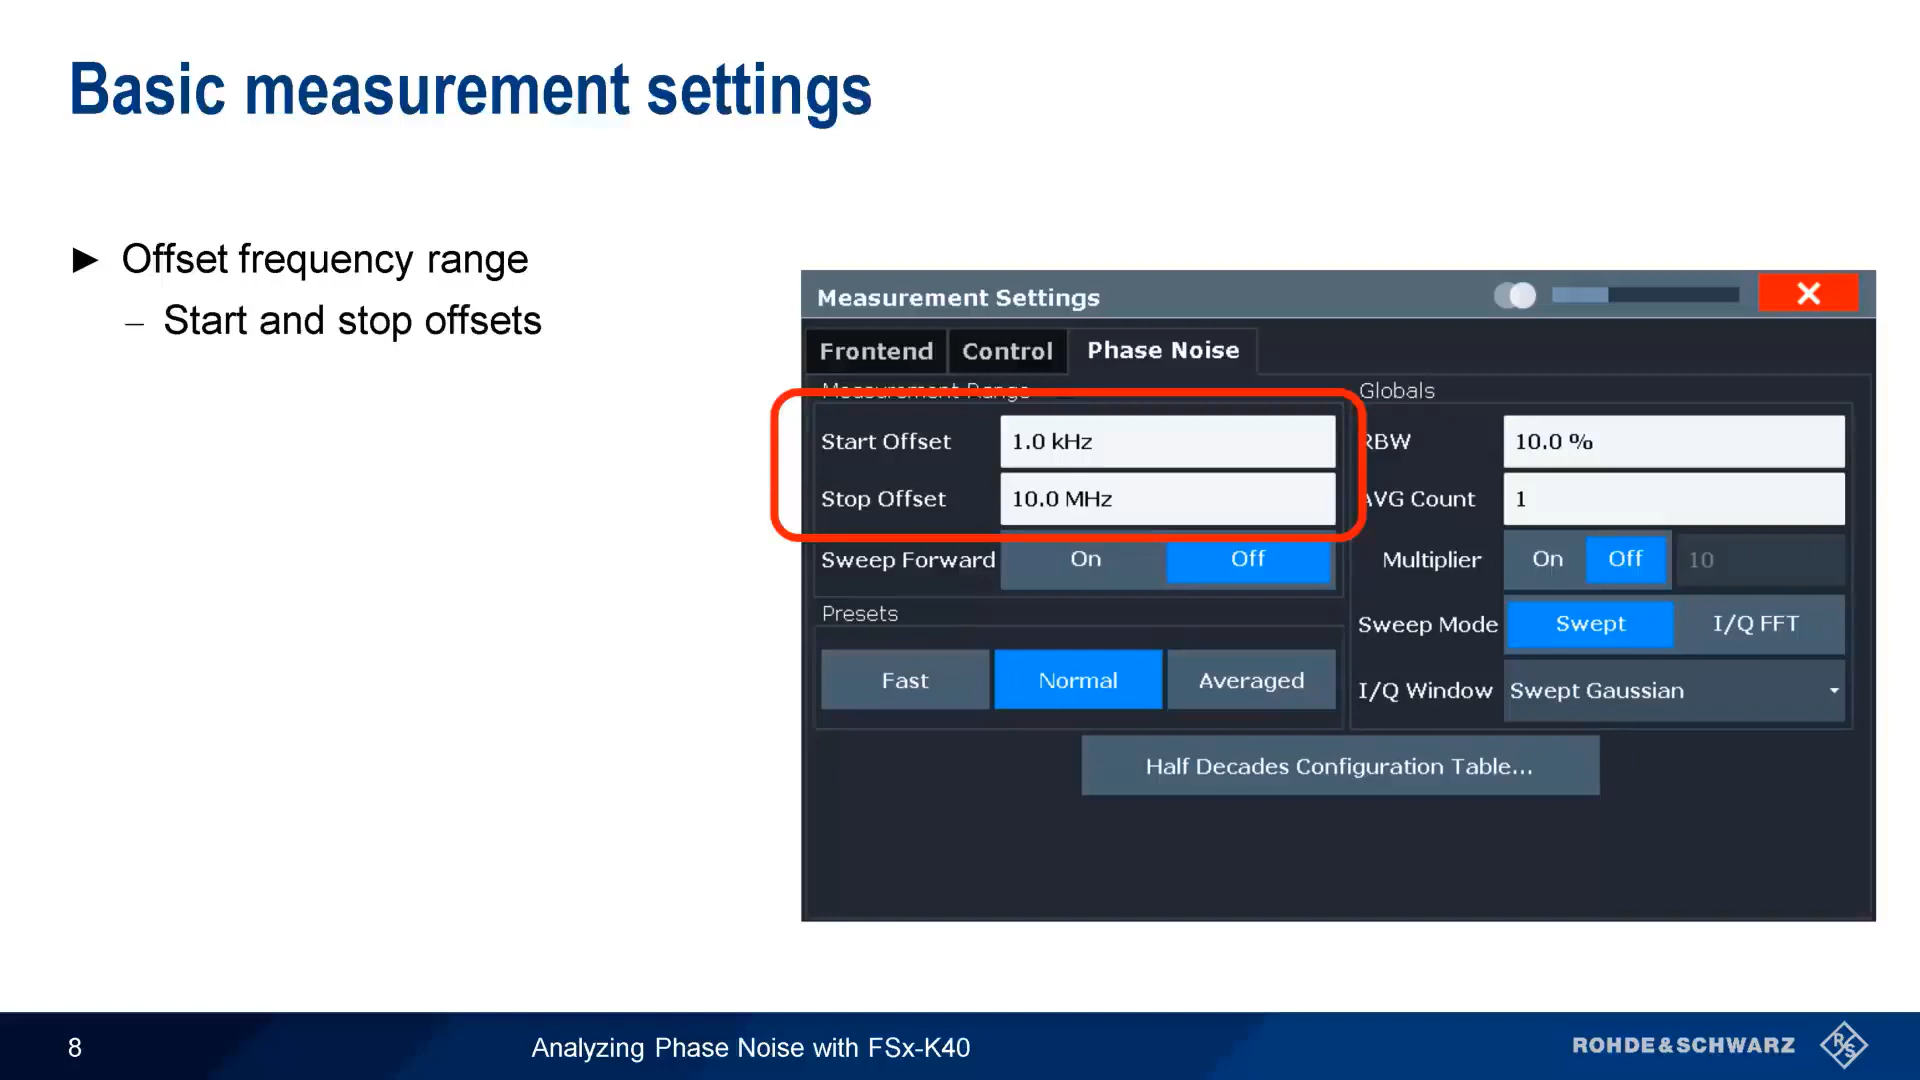 Basic measurement settings
► Offset frequency range
– Start and stop offsets
Measurement Settings
Frontend Control Phase Noise
Measurement Range
Start Offset 1.0 kHz
Stop Offset 10.0 MHz
Sweep Forward On Off
Presets
Fast Normal Averaged
Globals
RBW 10.0 %
AVG Count 1
Multiplier On Off 10
Sweep Mode Swept I/Q FFT
I/Q Window Swept Gaussian
Half Decades Configuration Table...
8
Analyzing Phase Noise with FSx-K40
ROHDE&SCHWARZ
R&S